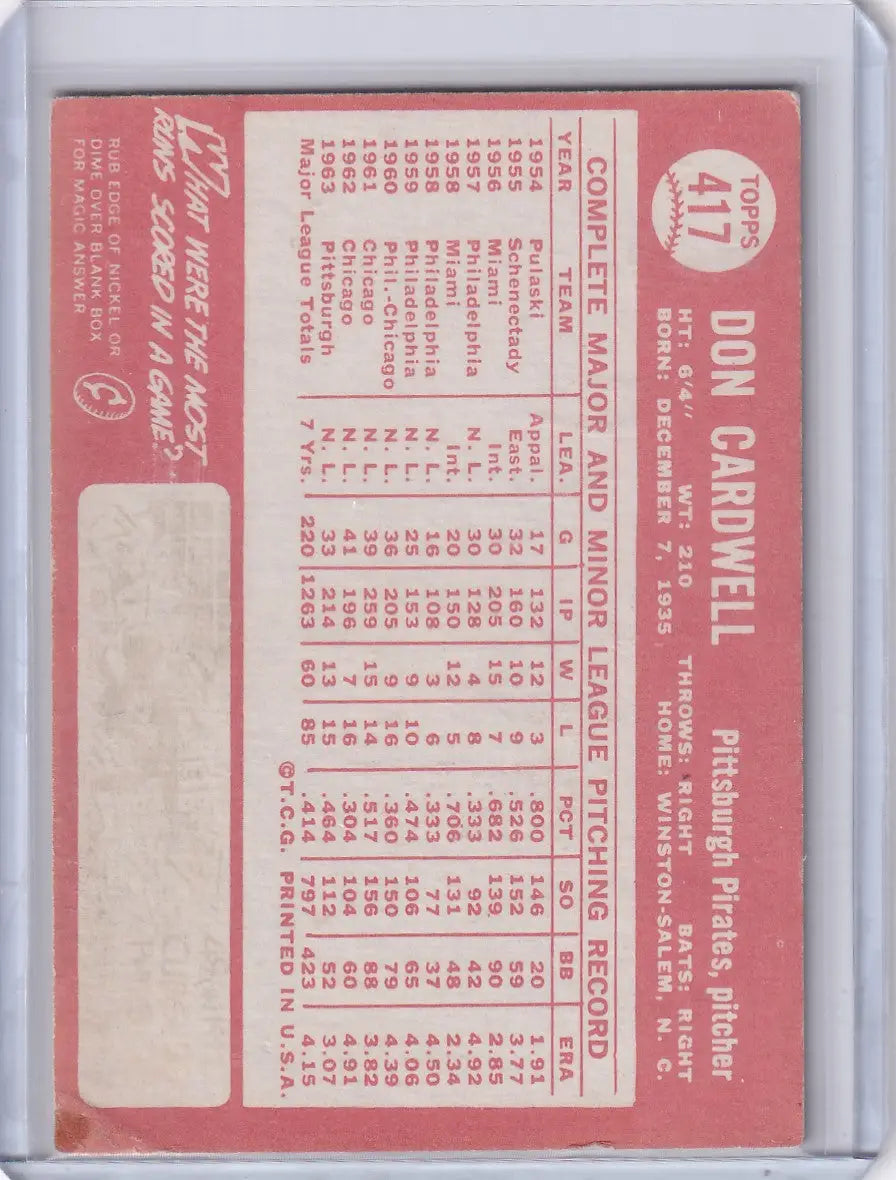 TOPPS
417
DON CARDWELL Pittsburgh Pirates, pitcher
HT: 6'4" WT: 210 THROWS: RIGHT BATS: RIGHT
BORN: DECEMBER 7, 1935 HOME: WINSTON-SALEM, N. C.
COMPLETE MAJOR AND MINOR LEAGUE PITCHING RECORD
YEAR TEAM LEA. G IP W L PCT SO BB ERA
1954 Pulaski Appal. 17 132 12 3 .800 146 20 1.91
1955 Schenectady East. 32 160 10 9 .526 152 59 3.77
1956 Miami Int. 30 205 15 7 .682 139 90 2.85
1957 Philadelphia N. L. 30 128 4 8 .333 92 42 4.92
1958 Miami Int. 20 150 12 5 .706 131 48 2.34
1958 Philadelphia N. L. 16 108 3 6 .333 77 37 4.50
1959 Philadelphia N. L. 25 153 9 10 .474 106 65 4.06
1960 Phil.-Chicago N. L. 36 205 9 16 .360 150 79 4.39
1961 Chicago N. L. 39 259 15 14 .517 156 88 3.82
1962 Chicago N. L. 41 196 7 16 .304 104 60 4.91
1963 Pittsburgh N. L. 33 214 13 15 .464 112 52 3.07
Major League Totals 7 Yrs. 220 1263 60 85 .414 797 423 4.15
©T.C.G. PRINTED IN U.S.A.
WHAT WERE THE MOST
RUNS SCORED IN A GAME?
RUB EDGE OF NICKEL OR
DIME OVER BLANK BOX
FOR MAGIC ANSWER